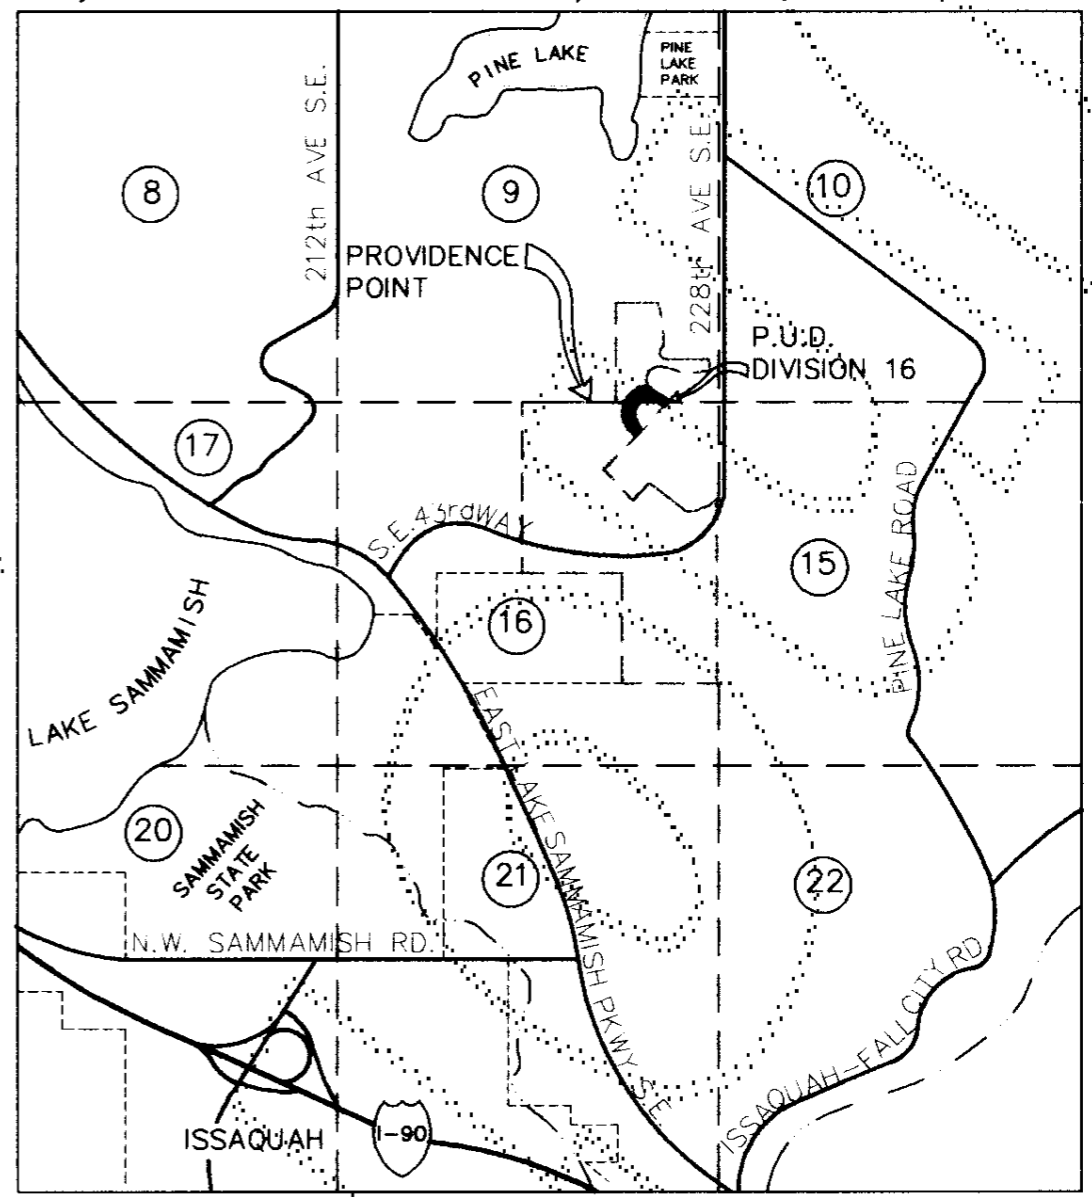 PINE LAKE
PINE
LAKE
PARK
212th AVE S.E.
228th AVE S.E.
8
9
10
PROVIDENCE
POINT
P.U.D.
DIVISION 16
17
S.E. 43rdWAY
PINE LAKE ROAD
15
16
LAKE SAMMAMISH
EAST LAKE SAMMAMISH PKWY S.E.
20
SAMMAMISH
STATE
PARK
21
22
N.W. SAMMAMISH RD.
ISSAQUAH-FALL CITY RD
ISSAQUAH
I-90